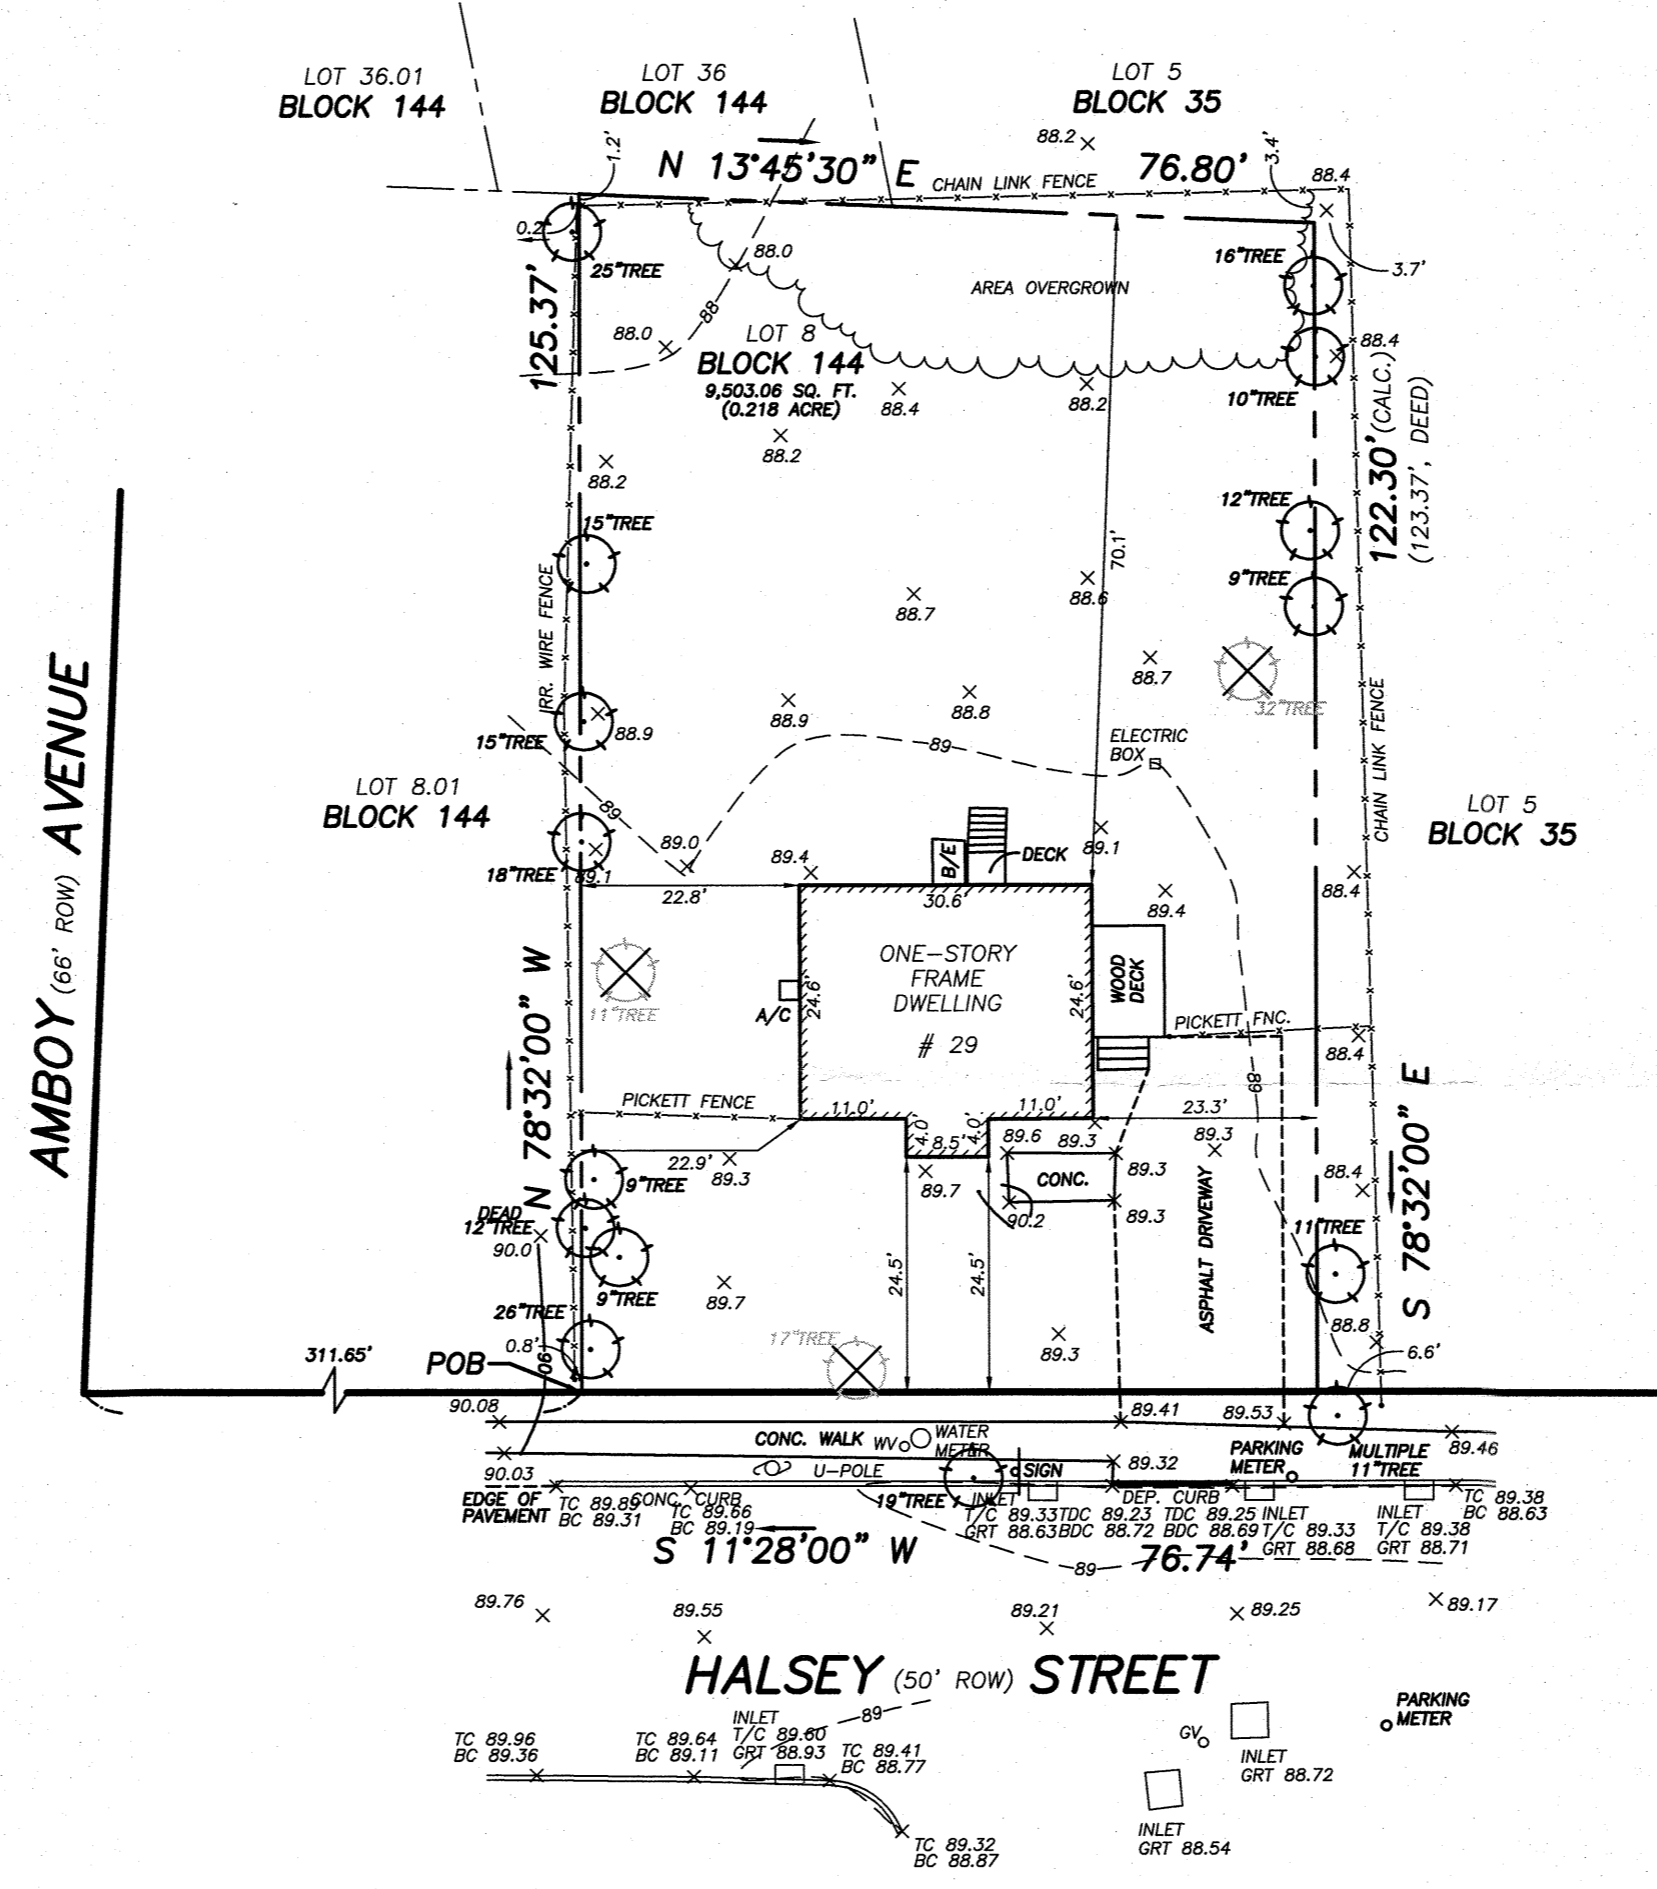 LOT 36.01
BLOCK 144
LOT 36
BLOCK 144
LOT 5
BLOCK 35
1.2'
N 13°45'30" E
CHAIN LINK FENCE
76.80'
88.2
3.4'
88.4
0.2'
25"TREE
125.37'
88.0
88
88.0
AREA OVERGROWN
16"TREE
3.7'
LOT 8
BLOCK 144
9,503.06 SQ. FT.
(0.218 ACRE)
88.4
88.2
88.4
10"TREE
122.30' (CALC.)
(123.37', DEED)
88.2
88.2
15"TREE
12"TREE
70.1'
IRR. WIRE FENCE
88.7
88.6
9"TREE
88.7
32"TREE
15"TREE
88.9
88.9
88.8
89
ELECTRIC
BOX
CHAIN LINK FENCE
AMBOY (66' ROW) AVENUE
LOT 8.01
BLOCK 144
LOT 5
BLOCK 35
89
89.0
89.4
B/E
DECK
89.1
18"TREE
89.1
22.8'
30.6'
89.4
88.4
ONE-STORY
FRAME
DWELLING
# 29
24.6'
24.6'
WOOD
DECK
A/C
11"TREE
PICKETT FNC.
88.4
89
N 78°32'00" W
PICKETT FENCE
11.0'
11.0'
4.0'
8.5'
4.0'
23.3'
S 78°32'00" E
22.9'
89.3
89.6
89.3
89.3
89.3
CONC.
89.7
90.2
89.3
88.4
9"TREE
DEAD
12"TREE
90.0
9"TREE
11"TREE
ASPHALT DRIVEWAY
24.5'
24.5'
89.7
26"TREE
0.8'
90
17"TREE
89.3
88.8
6.6'
311.65'
POB
90.08
89.41
89.53
89.46
CONC. WALK
WV
WATER
METER
PARKING
METER
MULTIPLE
11"TREE
90.03
89.32
U-POLE
SIGN
19"TREE
EDGE OF
PAVEMENT
TC 89.89
BC 89.31
CONC. CURB
TC 89.66
BC 89.19
INLET
T/C 89.33
GRT 88.63
TDC 89.23
BDC 88.72
DEP. CURB
TDC 89.25
BDC 88.69
INLET
T/C 89.33
GRT 88.68
INLET
T/C 89.38
GRT 88.71
TC 89.38
BC 88.63
S 11°28'00" W
89
76.74'
89.76
89.55
89.21
89.25
89.17
HALSEY (50' ROW) STREET
89
TC 89.96
BC 89.36
TC 89.64
BC 89.11
INLET
T/C 89.60
GRT 88.93
TC 89.41
BC 88.77
GV
INLET
GRT 88.72
PARKING
METER
INLET
GRT 88.54
TC 89.32
BC 88.87